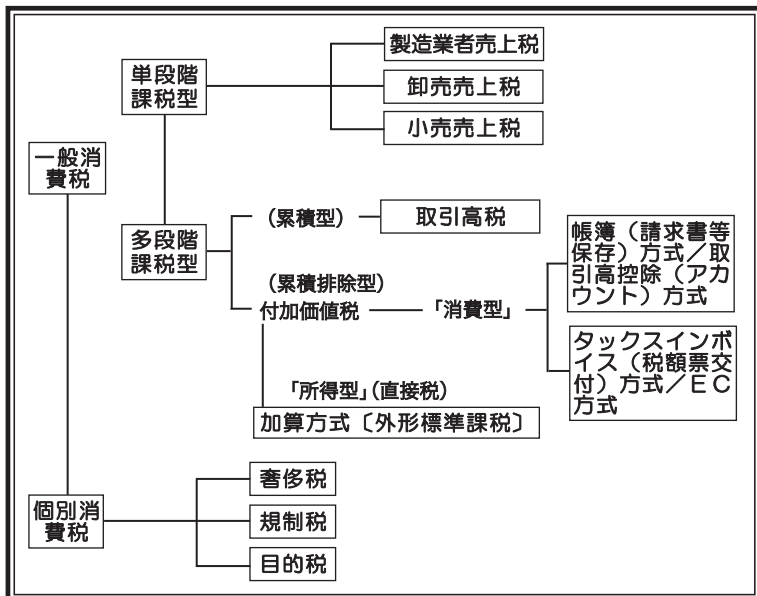 製造業者売上税
単段階
課税型
卸売売上税
小売売上税
一般消
費税
多段階
課税型
(累積型)
取引高税
(累積排除型)
付加価値税
「消費型」
帳簿(請求書等
保存)方式/取
引高控除(アカ
ウント)方式
タックスインボ
イス(税額票交
付)方式/EC
方式
「所得型」(直接税)
加算方式〔外形標準課税〕
個別消
費税
奢侈税
規制税
目的税